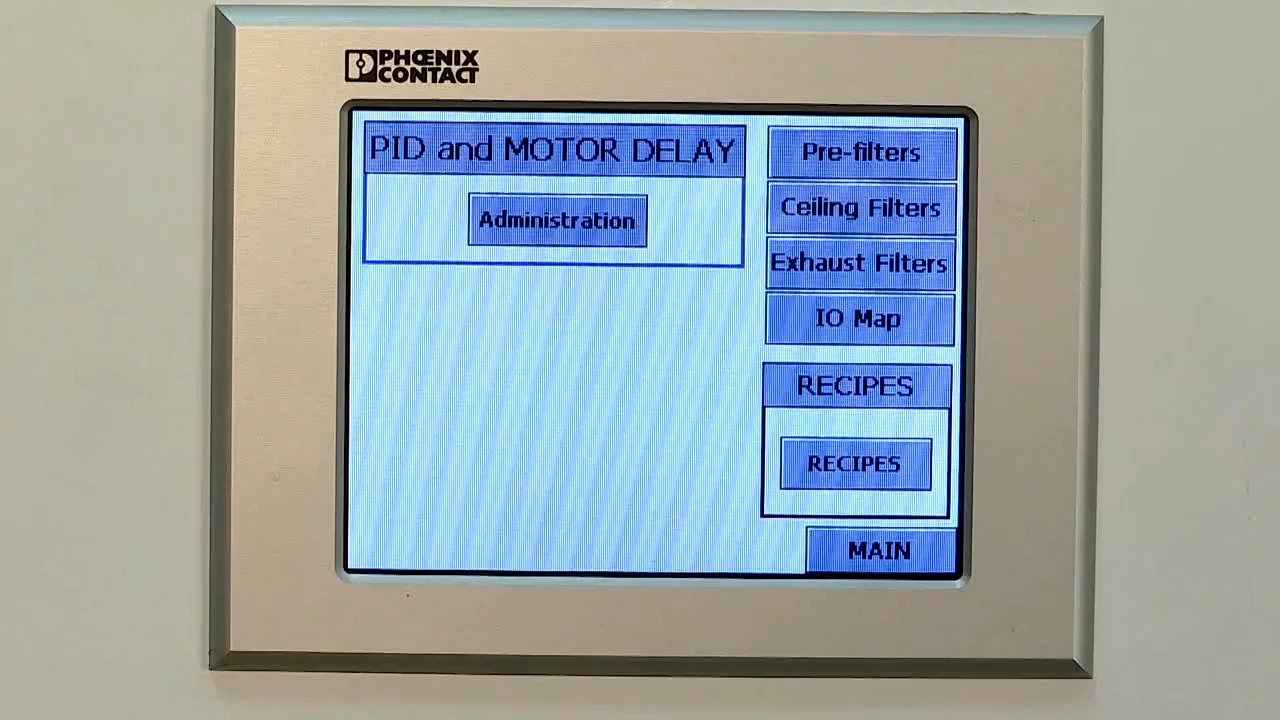 PHŒNIX
CONTACT
PID and MOTOR DELAY
Administration
Pre-filters
Ceiling Filters
Exhaust Filters
IO Map
RECIPES
RECIPES
MAIN